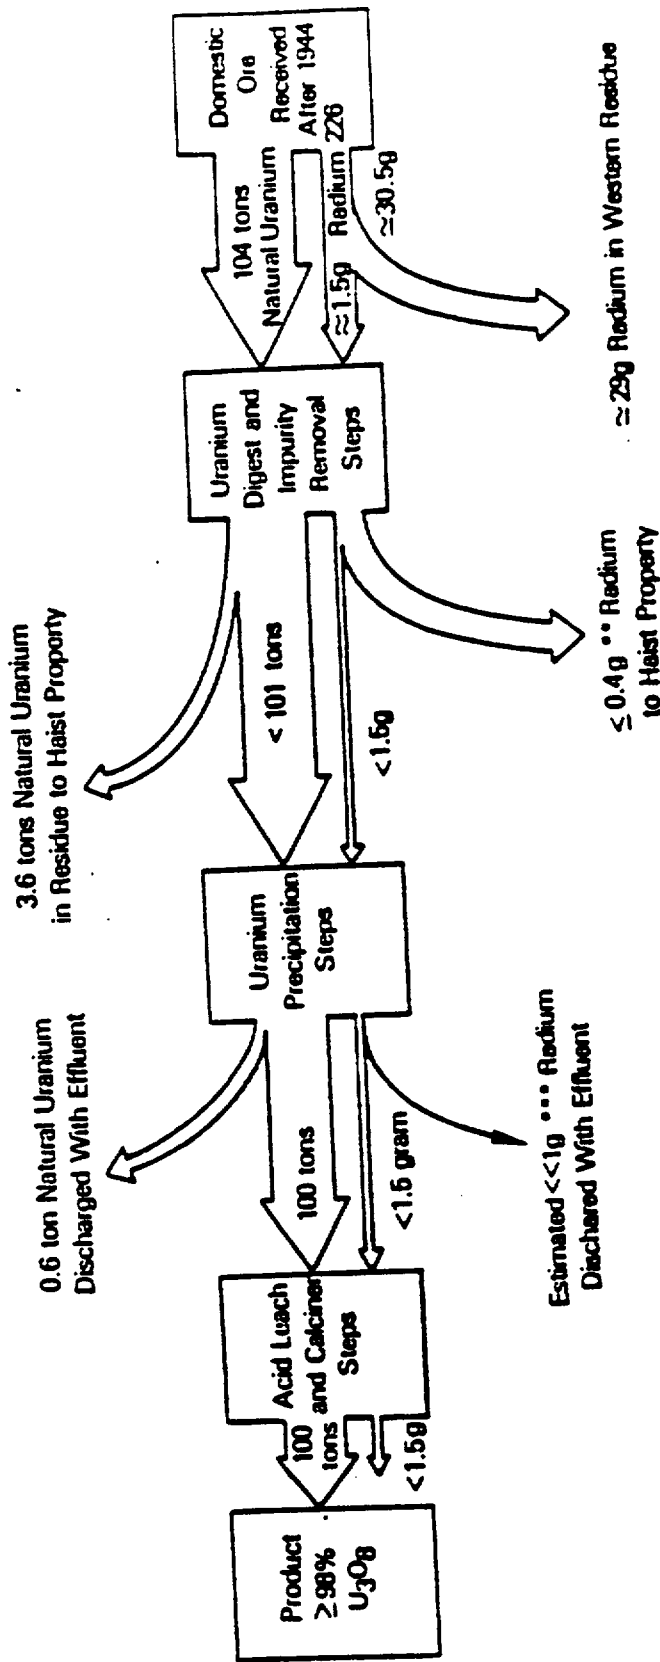 Domestic
Ore
Received
After 1944
104 tons
Natural Uranium
Radium 226
≃1.5g
≃30.5g
≃29g Radium in Western Residue
Uranium
Digest and
Impurity
Removal
Steps
3.6 tons Natural Uranium
in Residue to Haist Property
<101 tons
<1.5g
≤0.4g ** Radium
to Haist Property
Uranium
Precipitation
Steps
0.6 ton Natural Uranium
Discharged With Effluent
100 tons
<1.5 gram
Estimated <<1g *** Radium
Dischared With Effluent
Acid Leach
and Calciner
Steps
100
tons
<1.5g
Product
≥98%
U₃O₈